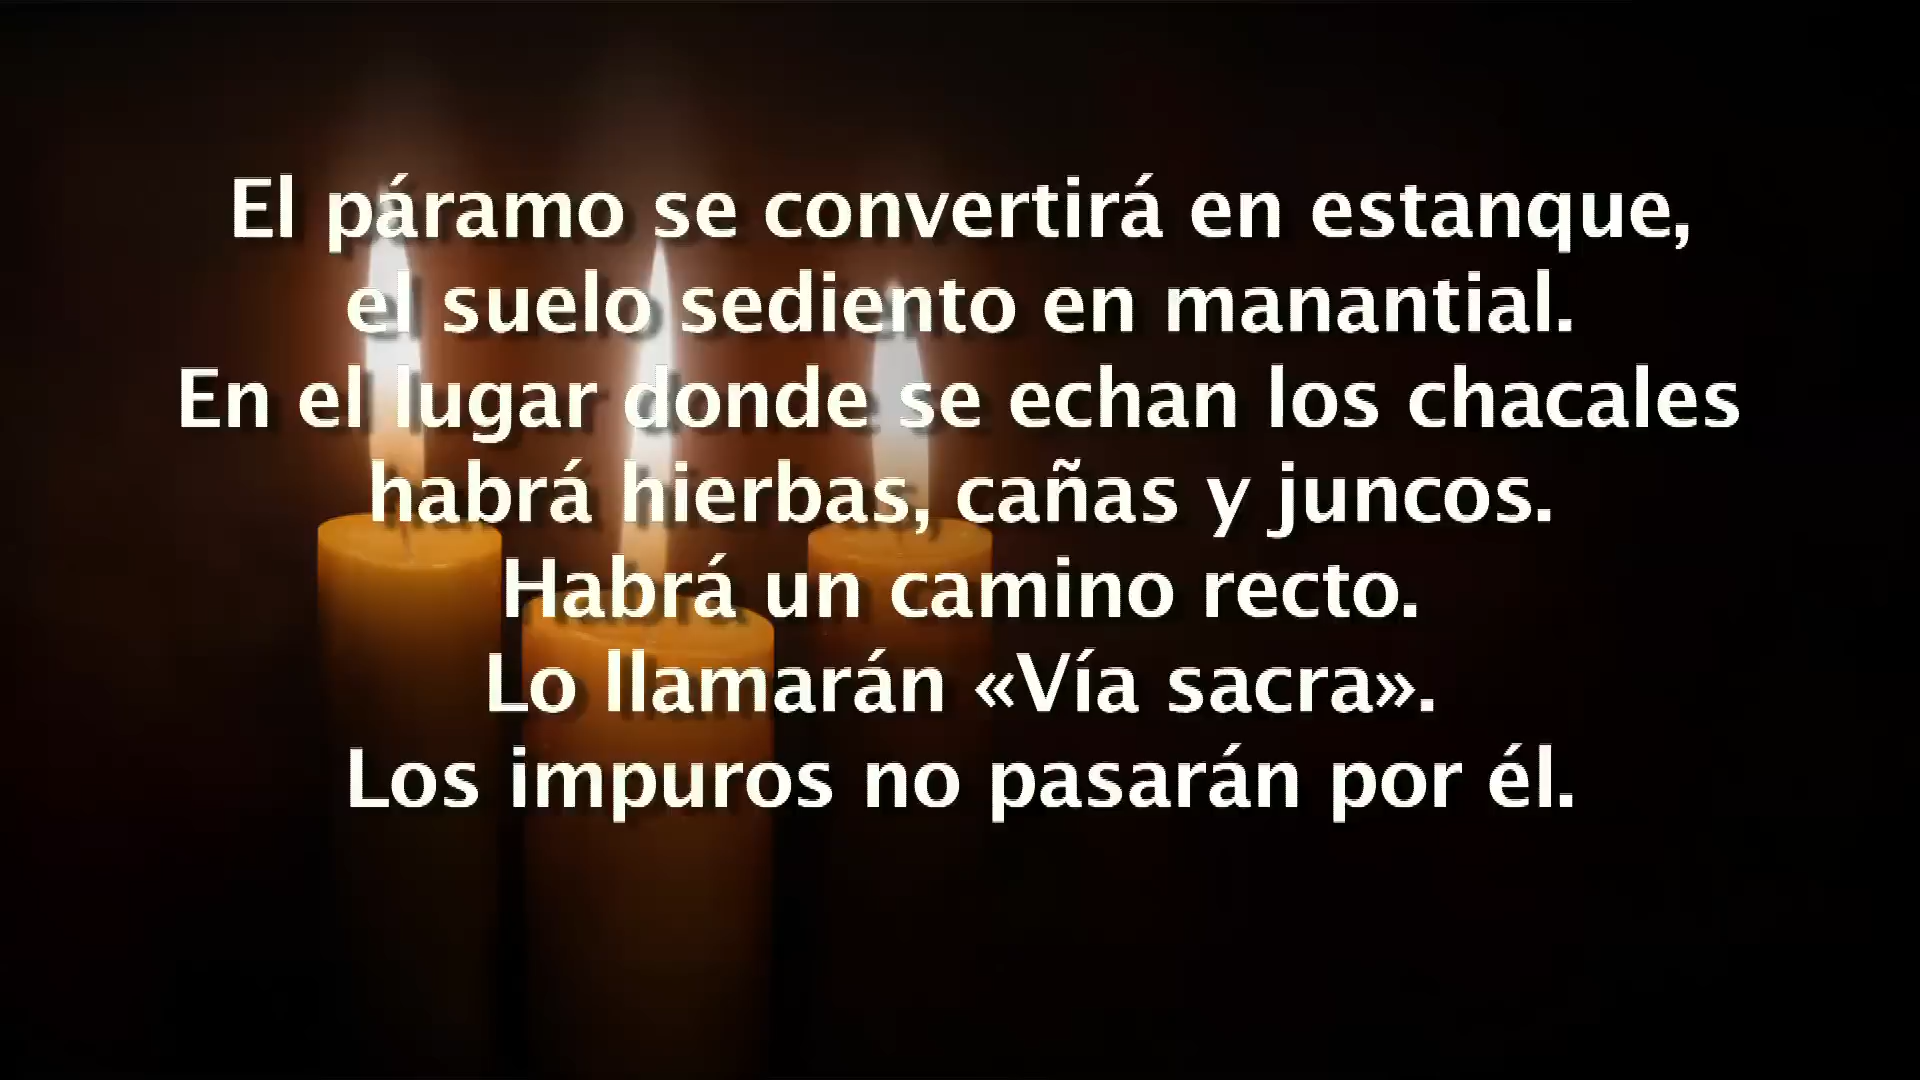 El páramo se convertirá en estanque,
el suelo sediento en manantial.
En el lugar donde se echan los chacales
habrá hierbas, cañas y juncos.
Habrá un camino recto.
Lo llamarán «Vía sacra».
Los impuros no pasarán por él.